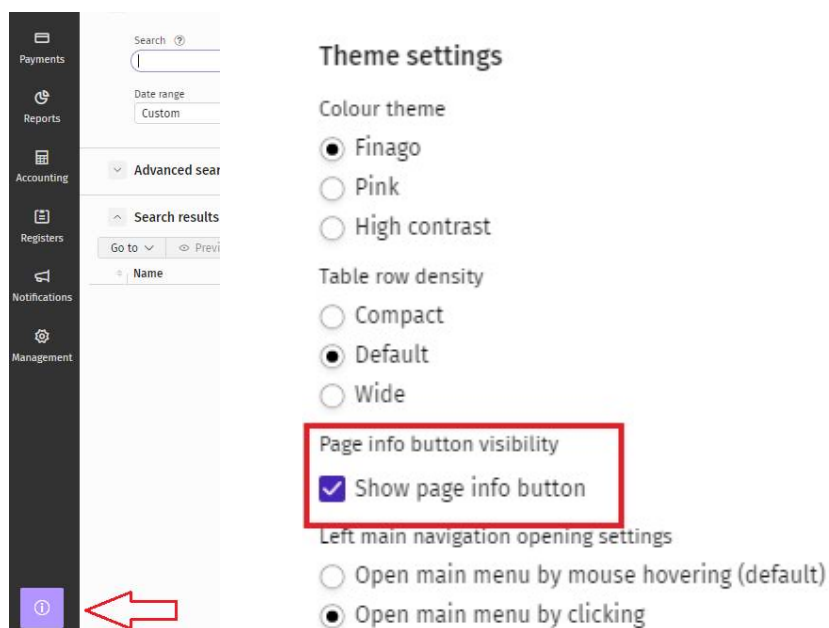 Payments
Reports
Accounting
Registers
Notifications
Management
Search
Date range
Custom
Advanced sear
Search results
Go to
Previ
Name
Theme settings
Colour theme
Finago
Pink
High contrast
Table row density
Compact
Default
Wide
Page info button visibility
Show page info button
Left main navigation opening settings
Open main menu by mouse hovering (default)
Open main menu by clicking